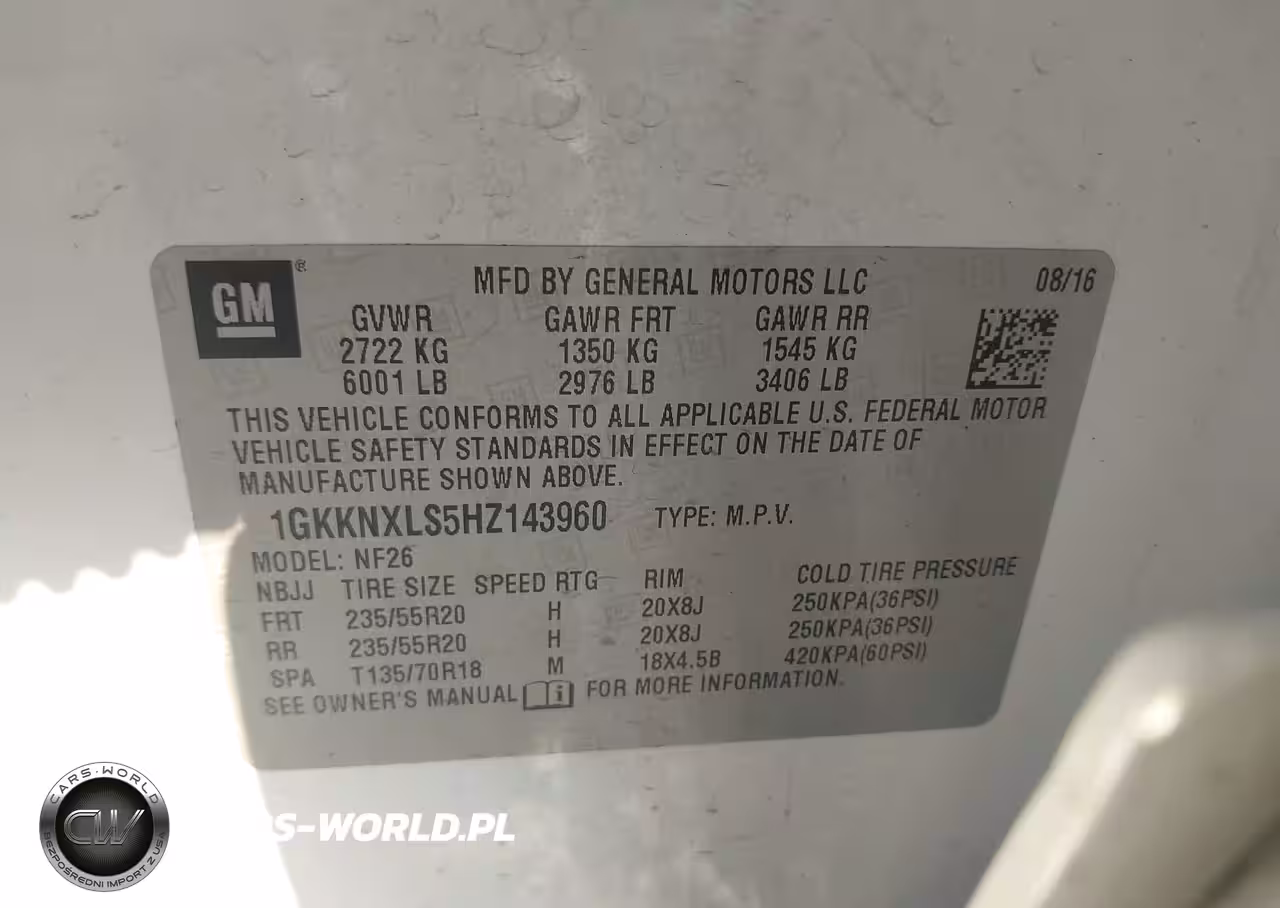 GM ®
MFD BY GENERAL MOTORS LLC 08/16
GVWR GAWR FRT GAWR RR
2722 KG 1350 KG 1545 KG
6001 LB 2976 LB 3406 LB
THIS VEHICLE CONFORMS TO ALL APPLICABLE U.S. FEDERAL MOTOR
VEHICLE SAFETY STANDARDS IN EFFECT ON THE DATE OF
MANUFACTURE SHOWN ABOVE.
1GKKNXLS5HZ143960 TYPE: M.P.V.
MODEL: NF26
NBJJ TIRE SIZE SPEED RTG RIM COLD TIRE PRESSURE
FRT 235/55R20 H 20X8J 250KPA(36PSI)
RR 235/55R20 H 20X8J 250KPA(36PSI)
SPA T135/70R18 M 18X4.5B 420KPA(60PSI)
SEE OWNER'S MANUAL i FOR MORE INFORMATION.
CARS-WORLD
CW
BEZPOŚREDNI IMPORT Z USA
S-WORLD.PL